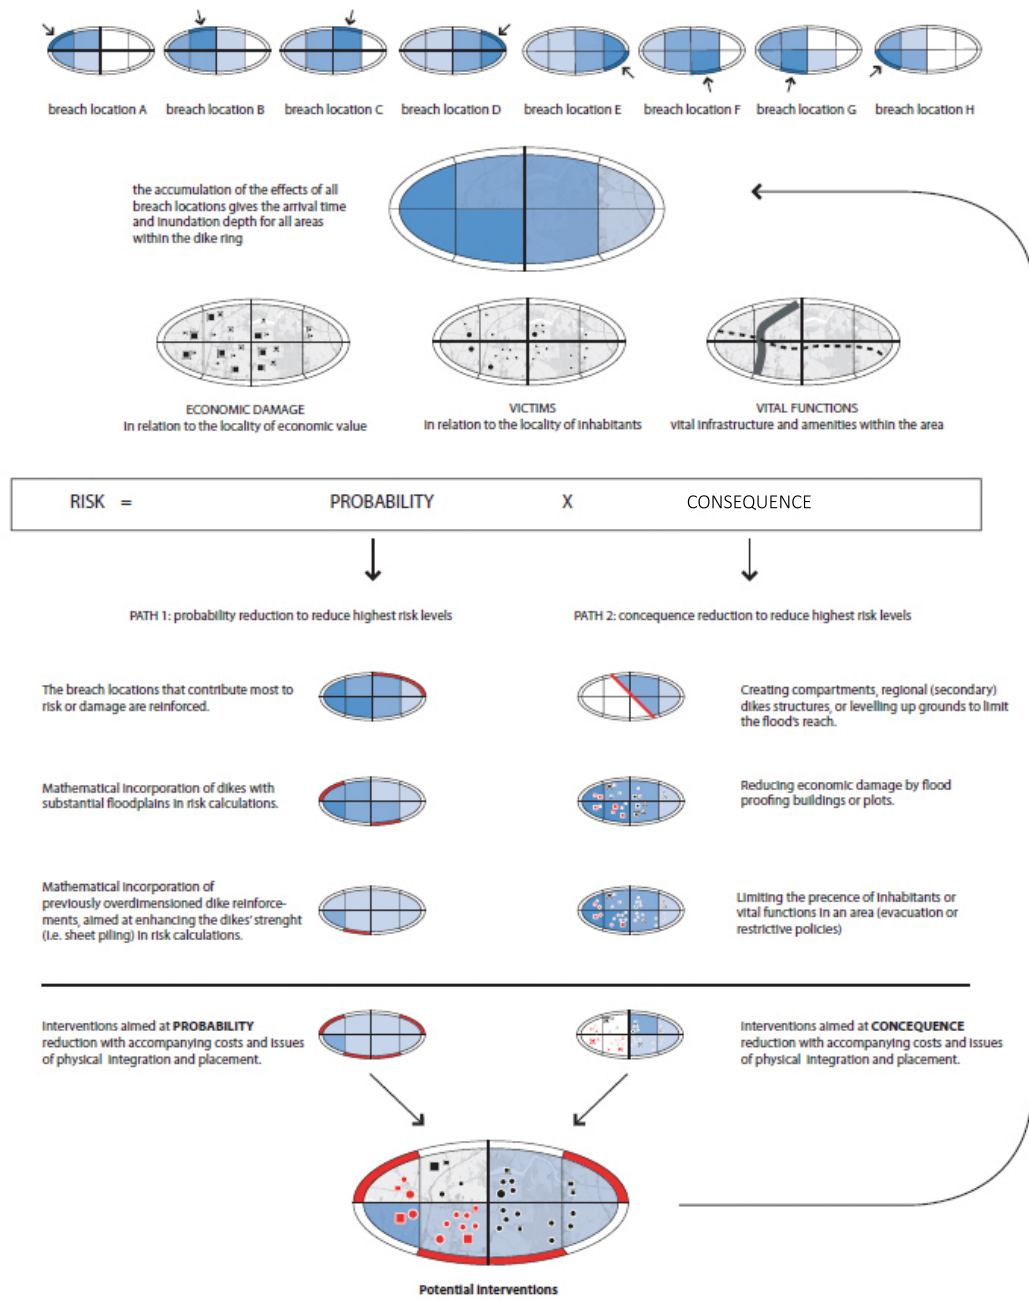 breach location A
breach location B
breach location C
breach location D
breach location E
breach location F
breach location G
breach location H
the accumulation of the effects of all
breach locations gives the arrival time
and inundation depth for all areas
within the dike ring
ECONOMIC DAMAGE
in relation to the locality of economic value
VICTIMS
in relation to the locality of inhabitants
VITAL FUNCTIONS
vital infrastructure and amenities within the area
RISK = PROBABILITY X CONSEQUENCE
PATH 1: probability reduction to reduce highest risk levels
PATH 2: concequence reduction to reduce highest risk levels
The breach locations that contribute most to
risk or damage are reinforced.
Creating compartments, regional (secondary)
dikes structures, or levelling up grounds to limit
the flood's reach.
Mathematical incorporation of dikes with
substantial floodplains in risk calculations.
Reducing economic damage by flood
proofing buildings or plots.
Mathematical incorporation of
previously overdimensioned dike reinforce-
ments, aimed at enhancing the dikes' strenght
(i.e. sheet piling) in risk calculations.
Limiting the precence of inhabitants or
vital functions in an area (evacuation or
restrictive policies)
Interventions aimed at PROBABILITY
reduction with accompanying costs and issues
of physical integration and placement.
Interventions aimed at CONCEQUENCE
reduction with accompanying costs and issues
of physical integration and placement.
Potential interventions